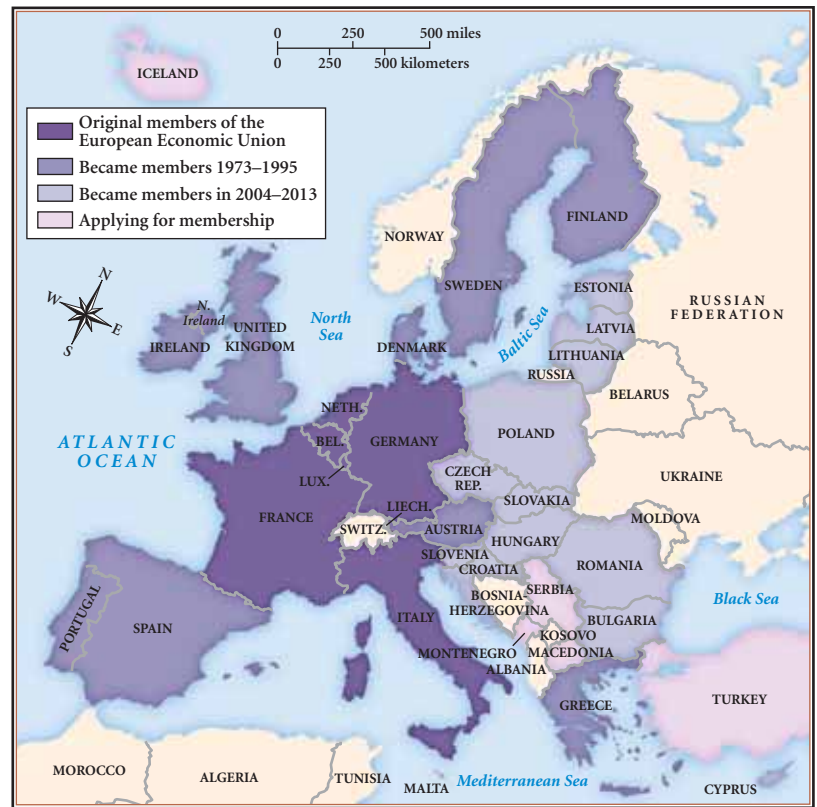 0 250 500 miles
0 250 500 kilometers
ICELAND
Original members of the
European Economic Union
Became members 1973–1995
Became members in 2004–2013
Applying for membership
N
W
E
S
NORWAY
FINLAND
SWEDEN
ESTONIA
RUSSIAN
FEDERATION
N.
Ireland
IRELAND
UNITED
KINGDOM
North
Sea
DENMARK
Baltic Sea
LATVIA
LITHUANIA
RUSSIA
BELARUS
NETH.
ATLANTIC
OCEAN
BEL.
GERMANY
POLAND
LUX.
CZECH
REP.
UKRAINE
SLOVAKIA
FRANCE
LIECH.
SWITZ.
AUSTRIA
MOLDOVA
HUNGARY
SLOVENIA
CROATIA
ROMANIA
PORTUGAL
SPAIN
ITALY
BOSNIA-
HERZEGOVINA
SERBIA
Black Sea
BULGARIA
KOSOVO
MONTENEGRO
MACEDONIA
ALBANIA
GREECE
TURKEY
MOROCCO
ALGERIA
TUNISIA
MALTA
Mediterranean Sea
CYPRUS